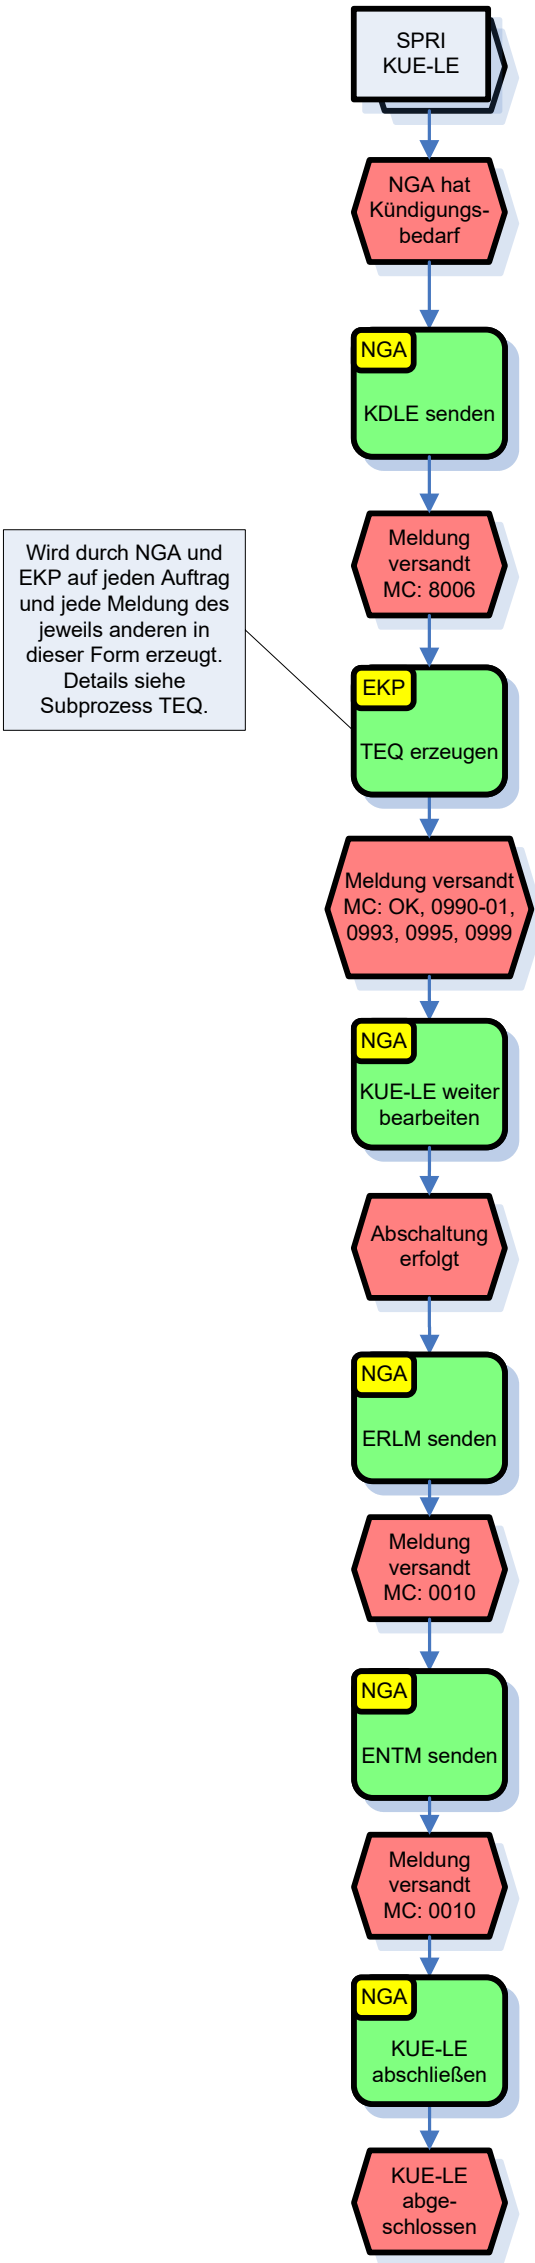 SPRI
KUE-LE
NGA hat
Kündigungs-
bedarf
NGA
KDLE senden
Meldung
versandt
MC: 8006
Wird durch NGA und
EKP auf jeden Auftrag
und jede Meldung des
jeweils anderen in
dieser Form erzeugt.
Details siehe
Subprozess TEQ.
EKP
TEQ erzeugen
Meldung versandt
MC: OK, 0990-01,
0993, 0995, 0999
NGA
KUE-LE weiter
bearbeiten
Abschaltung
erfolgt
NGA
ERLM senden
Meldung
versandt
MC: 0010
NGA
ENTM senden
Meldung
versandt
MC: 0010
NGA
KUE-LE
abschließen
KUE-LE
abge-
schlossen